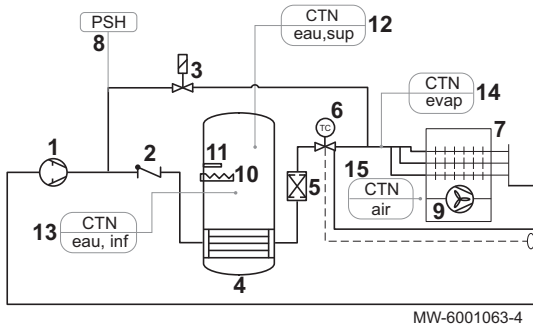 PSH
8
CTN
eau,sup
12
3
6
TC
CTN
evap
14
7
1
2
11
10
5
15
CTN
air
9
13
CTN
eau, inf
4
MW-6001063-4